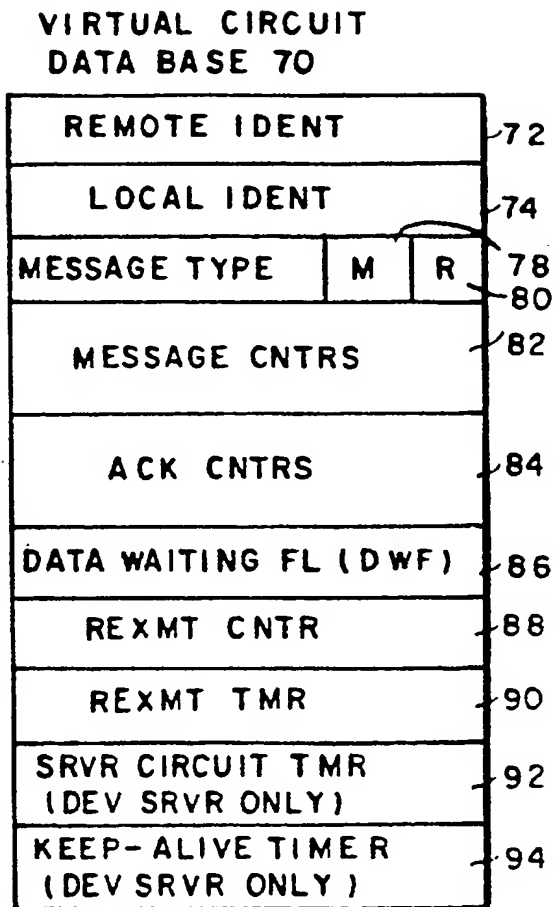 VIRTUAL CIRCUIT
DATA BASE 70
REMOTE IDENT 72
LOCAL IDENT 74
MESSAGE TYPE M R 78
80
MESSAGE CNTRS 82
ACK CNTRS 84
DATA WAITING FL (DWF) 86
REXMT CNTR 88
REXMT TMR 90
SRVR CIRCUIT TMR 92
(DEV SRVR ONLY)
KEEP-ALIVE TIMER 94
(DEV SRVR ONLY)